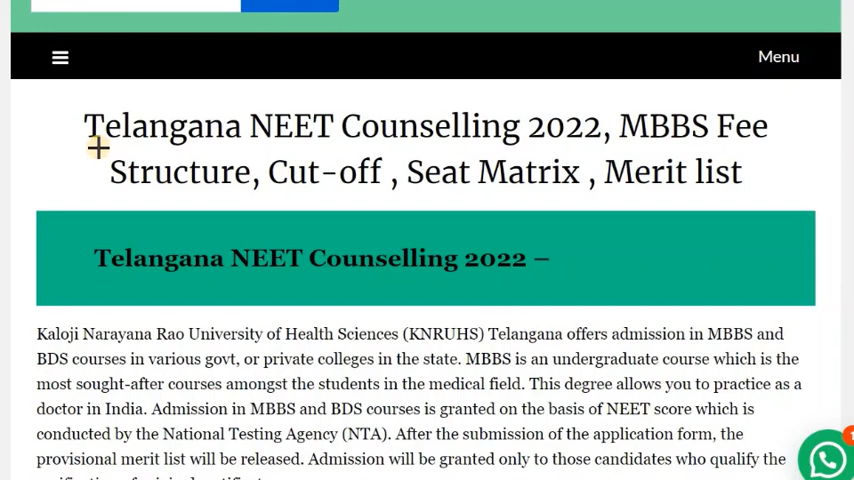 Menu
Telangana NEET Counselling 2022, MBBS Fee
Structure, Cut-off , Seat Matrix , Merit list
Telangana NEET Counselling 2022 –
Kaloji Narayana Rao University of Health Sciences (KNRUHS) Telangana offers admission in MBBS and
BDS courses in various govt, or private colleges in the state. MBBS is an undergraduate course which is the
most sought-after courses amongst the students in the medical field. This degree allows you to practice as a
doctor in India. Admission in MBBS and BDS courses is granted on the basis of NEET score which is
conducted by the National Testing Agency (NTA). After the submission of the application form, the
provisional merit list will be released. Admission will be granted only to those candidates who qualify the